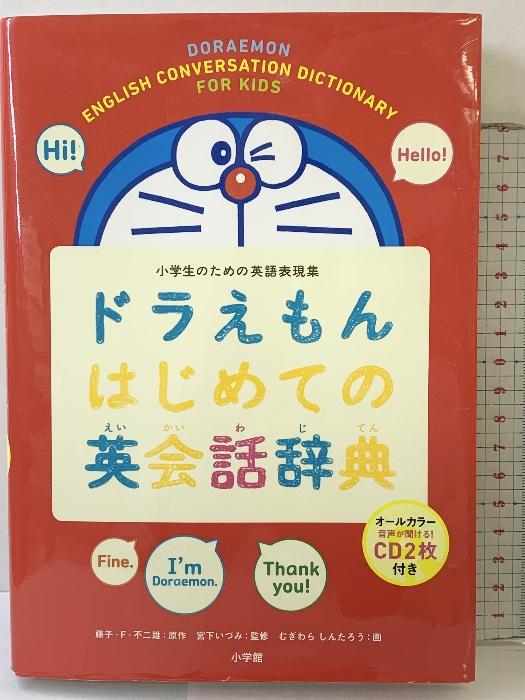 DORAEMON
ENGLISH CONVERSATION DICTIONARY
FOR KIDS
Hi!
Hello!
小学生のための英語表現集
ドラえもん
はじめての
えい かい わ じ てん
英会話辞典
オールカラー
音声が聞ける!
CD2枚
付き
Fine.
I'm
Doraemon.
Thank
you!
藤子・F・不二雄:原作 宮下いづみ:監修 むぎわら しんたろう:画
小学館